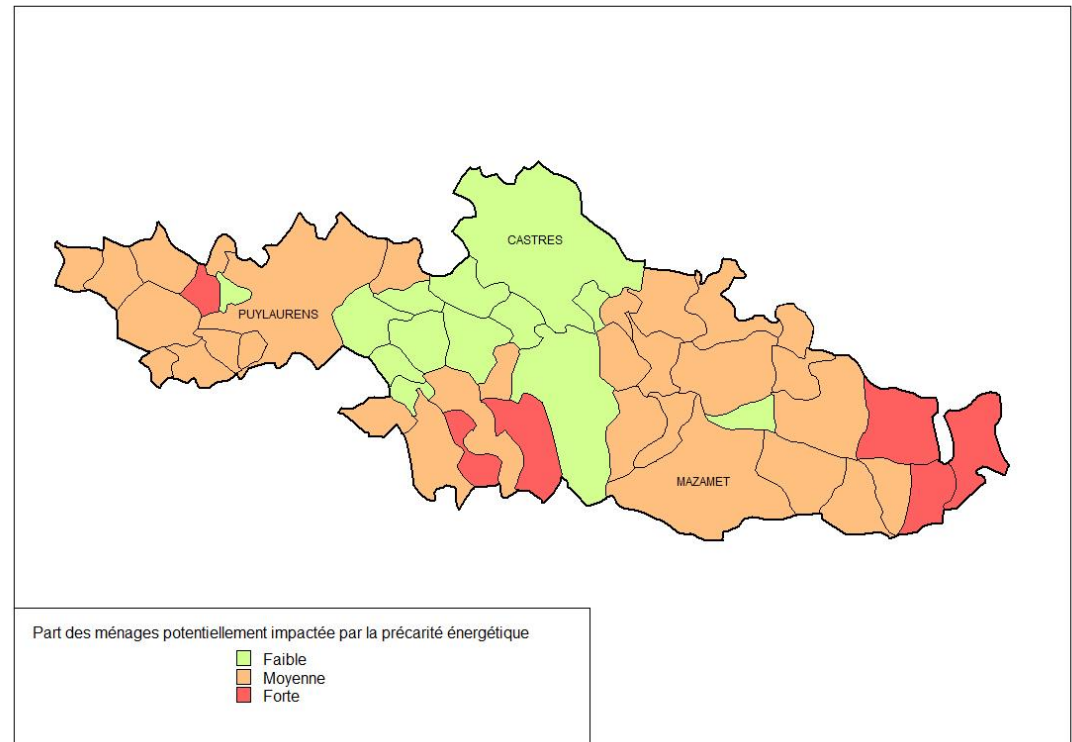 CASTRES
PUYLAURENS
MAZAMET
Part des ménages potentiellement impactée par la précarité énergétique
Faible
Moyenne
Forte